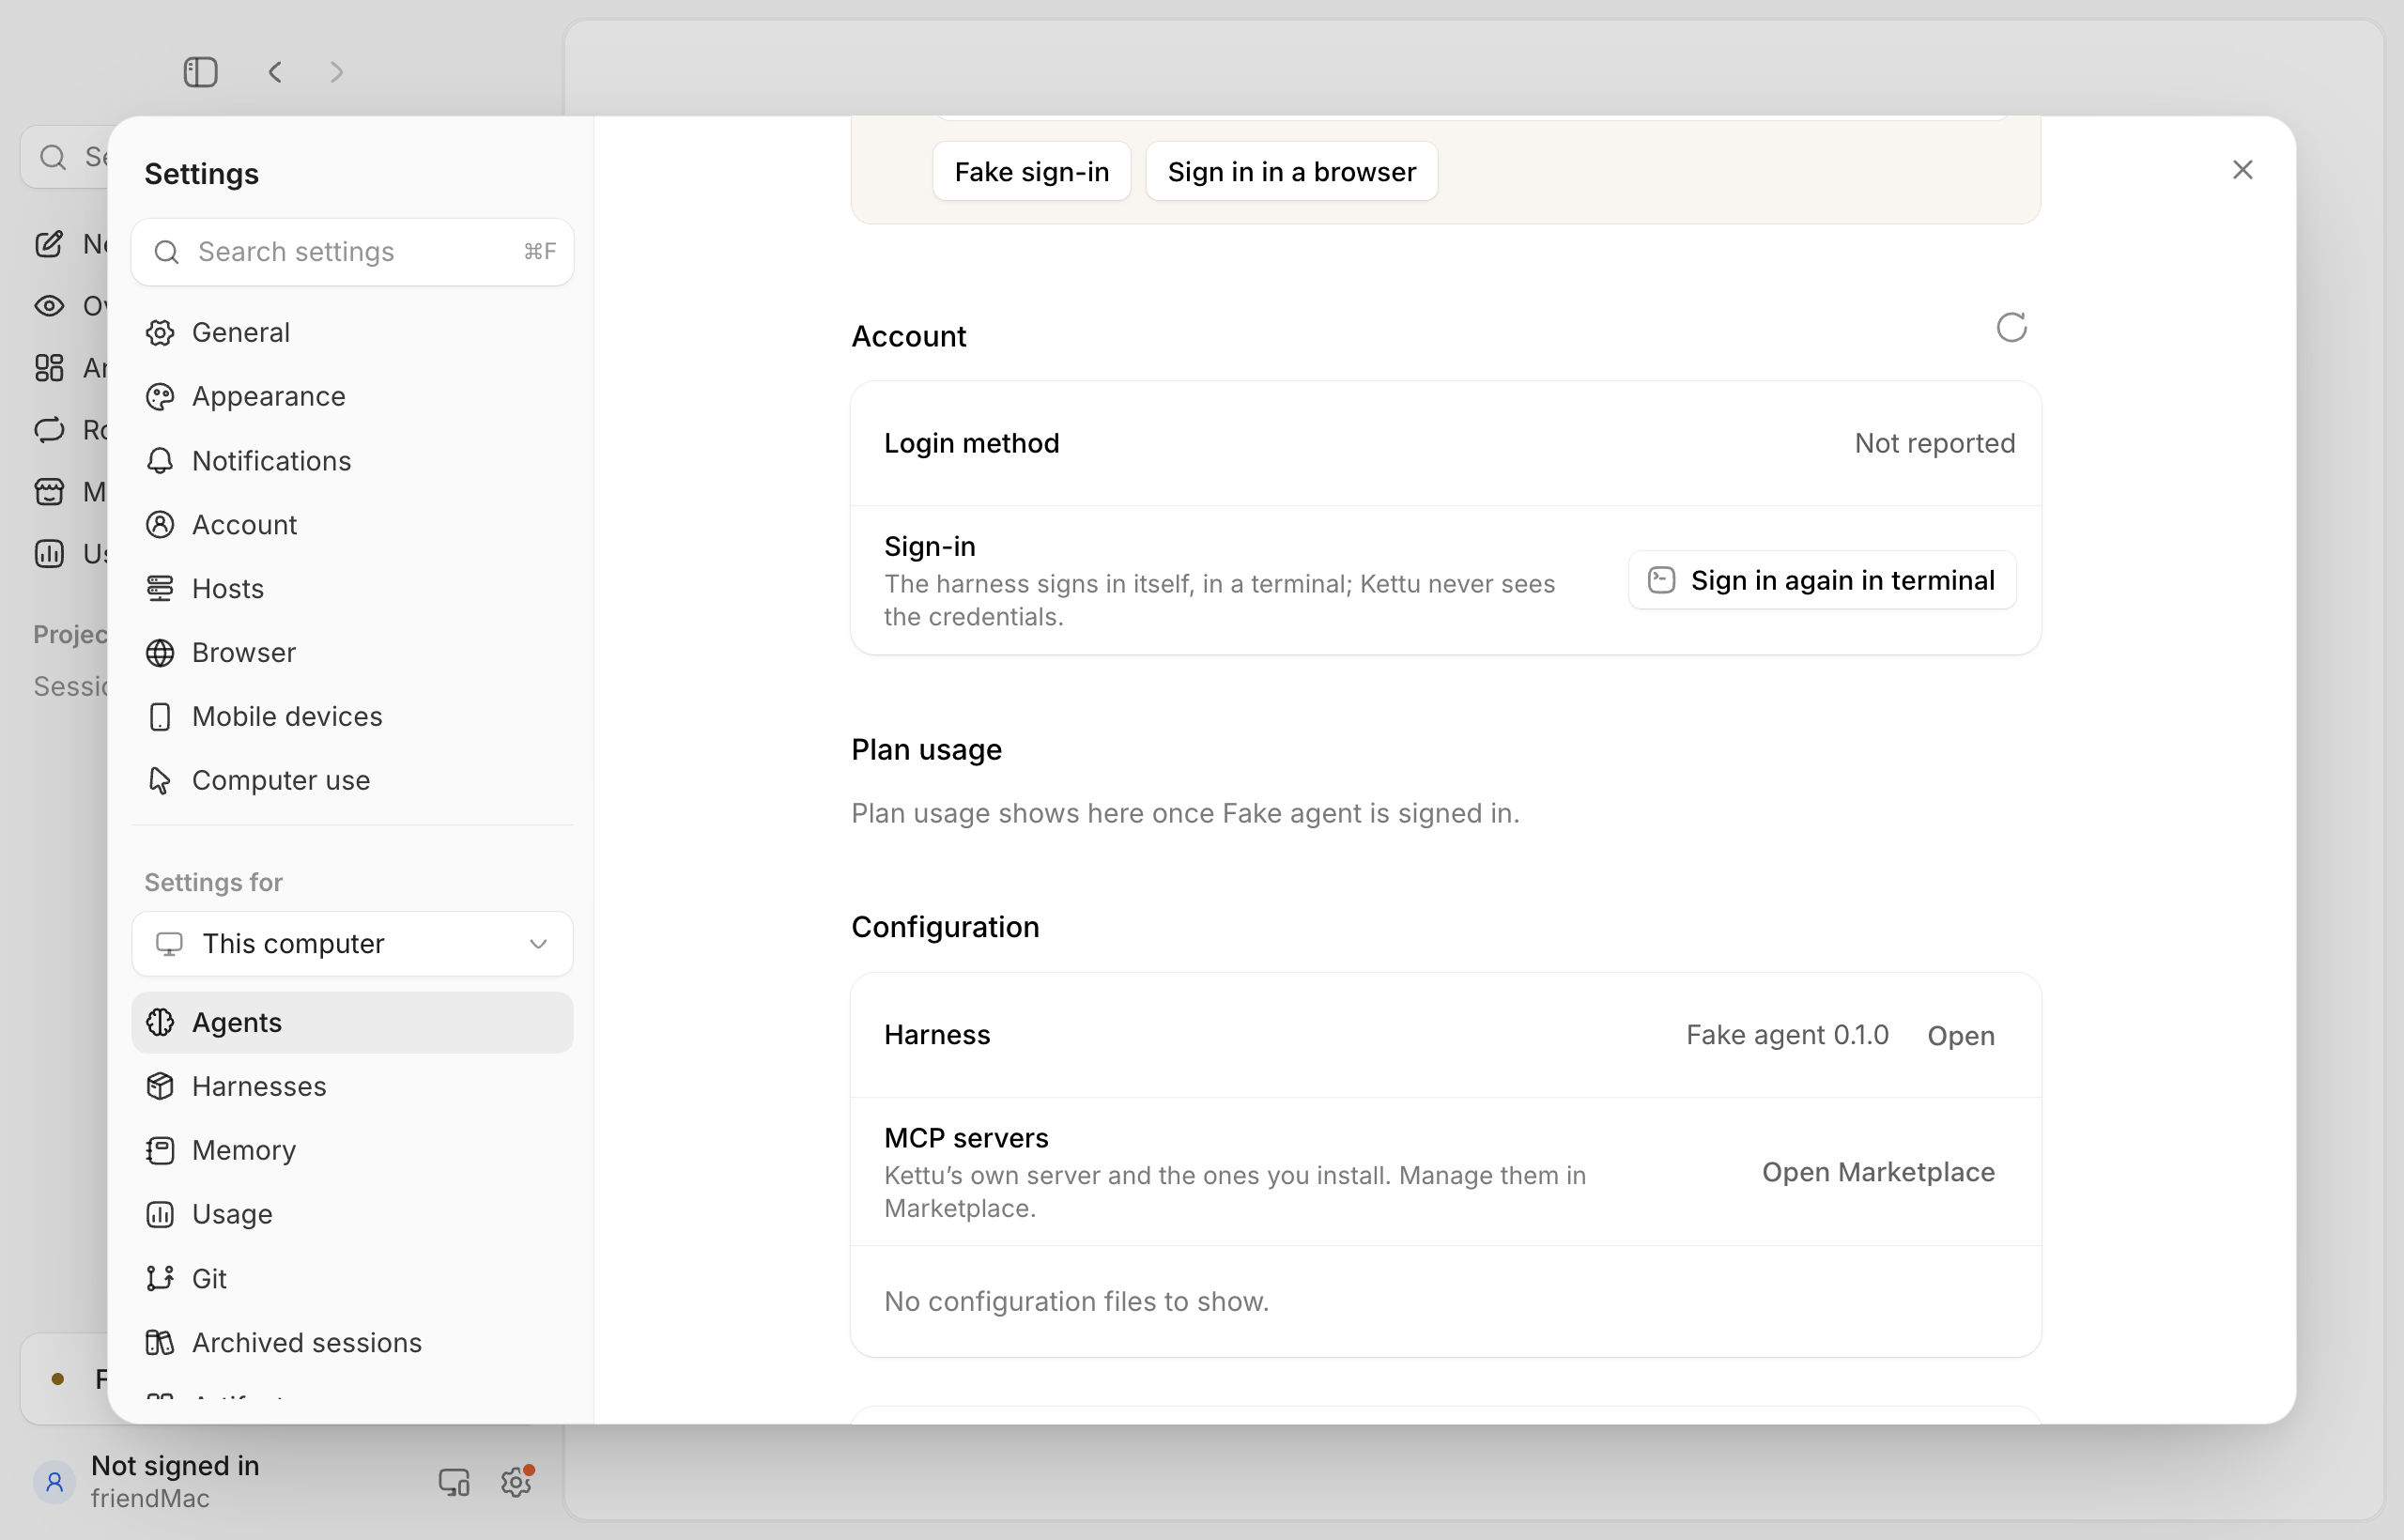 Settings
Search settings ⌘F
General
Appearance
Notifications
Account
Hosts
Browser
Mobile devices
Computer use
Settings for
This computer
Agents
Harnesses
Memory
Usage
Git
Archived sessions
Fake sign-in
Sign in in a browser
Account
Login method
Not reported
Sign-in
The harness signs in itself, in a terminal; Kettu never sees
the credentials.
Sign in again in terminal
Plan usage
Plan usage shows here once Fake agent is signed in.
Configuration
Harness
Fake agent 0.1.0
Open
MCP servers
Kettu’s own server and the ones you install. Manage them in
Marketplace.
Open Marketplace
No configuration files to show.
Not signed in
friendMac